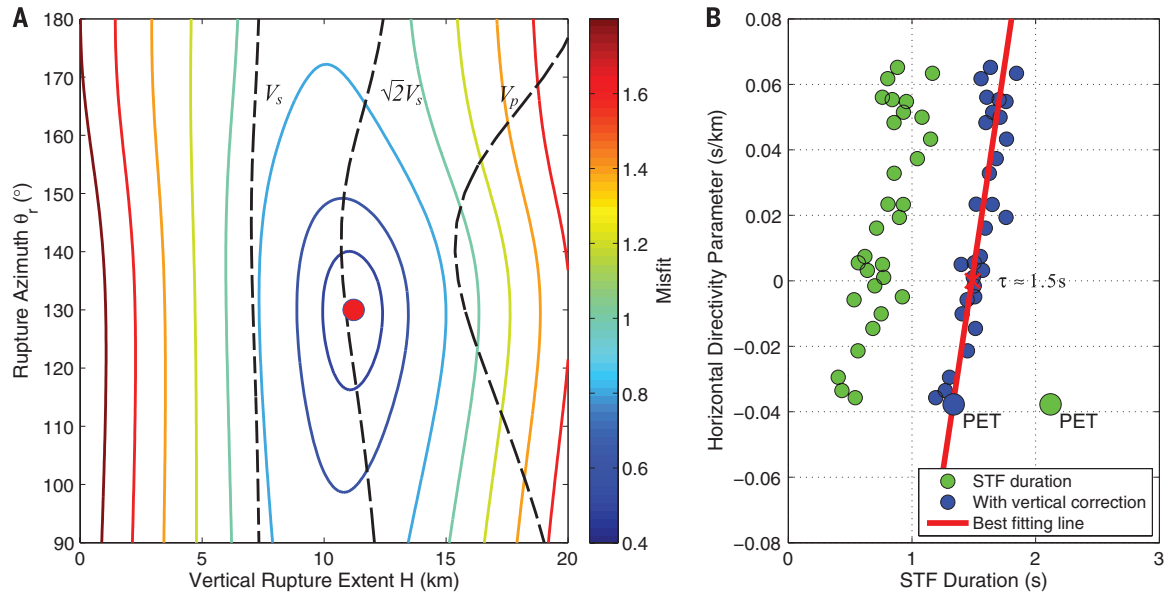 A
180
170
160
150
140
130
120
110
100
90
Rupture Azimuth θr (°)
0
5
10
15
20
Vertical Rupture Extent H (km)
Vs
√2Vs
Vp
1.6
1.4
1.2
1
0.8
0.6
0.4
Misfit
B
0.08
0.06
0.04
0.02
0
−0.02
−0.04
−0.06
−0.08
Horizontal Directivity Parameter (s/km)
τ ≈ 1.5s
PET
PET
STF duration
With vertical correction
Best fitting line
0
1
2
3
STF Duration (s)